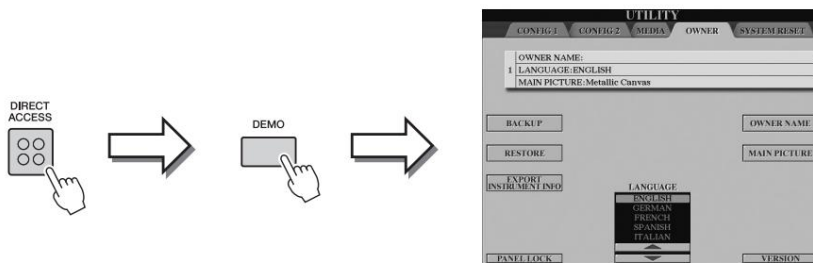 DIRECT
ACCESS
DEMO
UTILITY
CONFIG 1
CONFIG 2
MEDIA
OWNER
SYSTEM RESET
OWNER NAME:
1 LANGUAGE:ENGLISH
MAIN PICTURE:Metallic Canvas
BACKUP
OWNER NAME
RESTORE
MAIN PICTURE
EXPORT
INSTRUMENT INFO
LANGUAGE
ENGLISH
GERMAN
FRENCH
SPANISH
ITALIAN
PANEL LOCK
VERSION